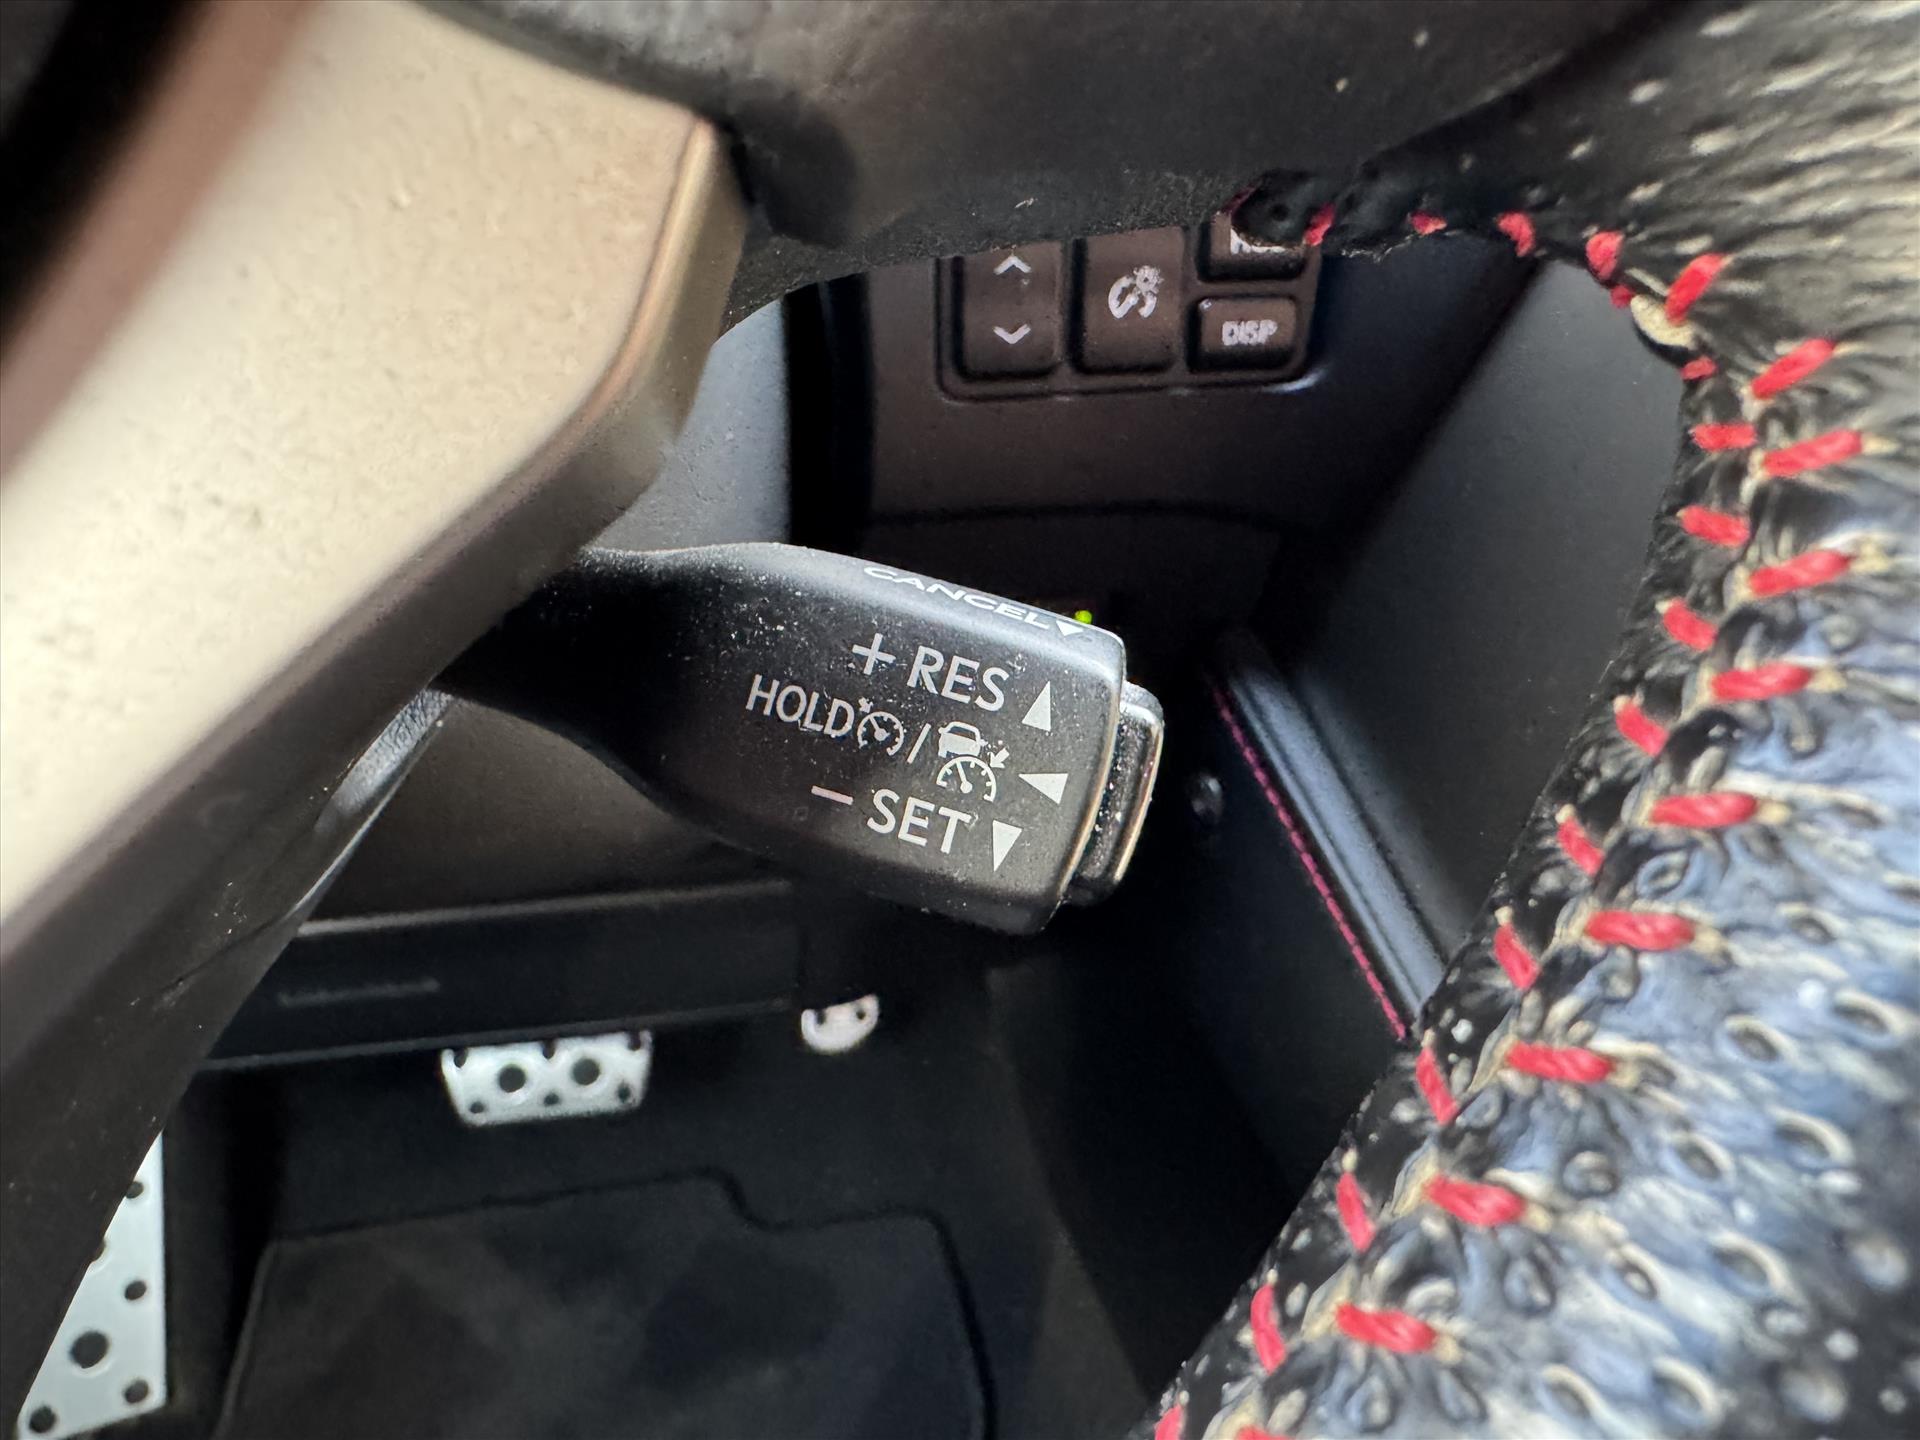 DISP
CANCEL▼
+ RES ▲
HOLD / ◀
− SET ▼